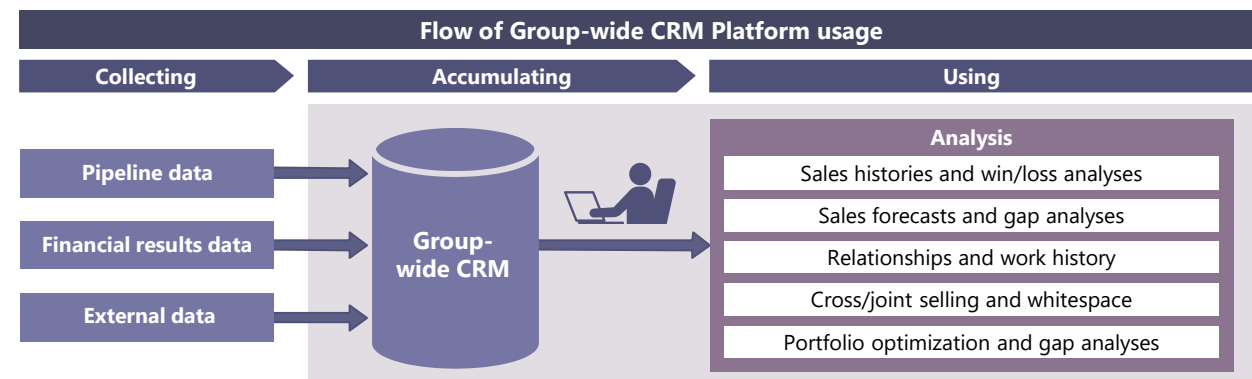 Flow of Group-wide CRM Platform usage
Collecting
Accumulating
Using
Pipeline data
Financial results data
External data
Group-
wide CRM
Analysis
Sales histories and win/loss analyses
Sales forecasts and gap analyses
Relationships and work history
Cross/joint selling and whitespace
Portfolio optimization and gap analyses